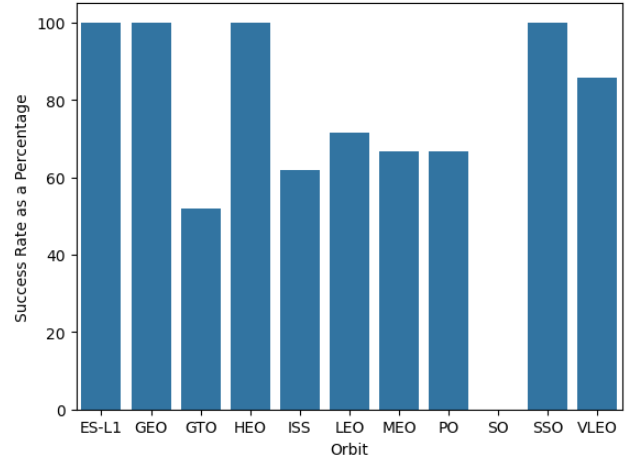 100
80
60
40
20
0
Success Rate as a Percentage
ES-L1 GEO GTO HEO ISS LEO MEO PO SO SSO VLEO
Orbit